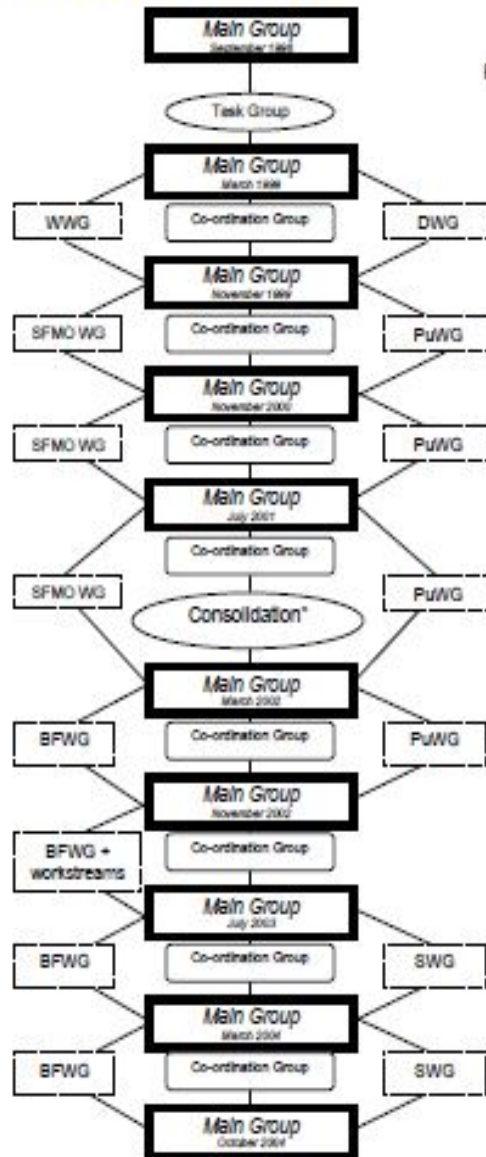 Main Group
September 1998
Task Group
Main Group
March 1999
WWG
Co-ordination Group
DWG
Main Group
November 1999
SFMO WG
Co-ordination Group
PuWG
Main Group
November 2000
SFMO WG
Co-ordination Group
PuWG
Main Group
July 2001
Co-ordination Group
SFMO WG
Consolidation*
PuWG
Main Group
March 2002
BFWG
Co-ordination Group
PuWG
Main Group
November 2002
BFWG +
workstreams
Co-ordination Group
Main Group
July 2003
BFWG
Co-ordination Group
SWG
Main Group
March 2004
BFWG
Co-ordination Group
SWG
Main Group
October 2004